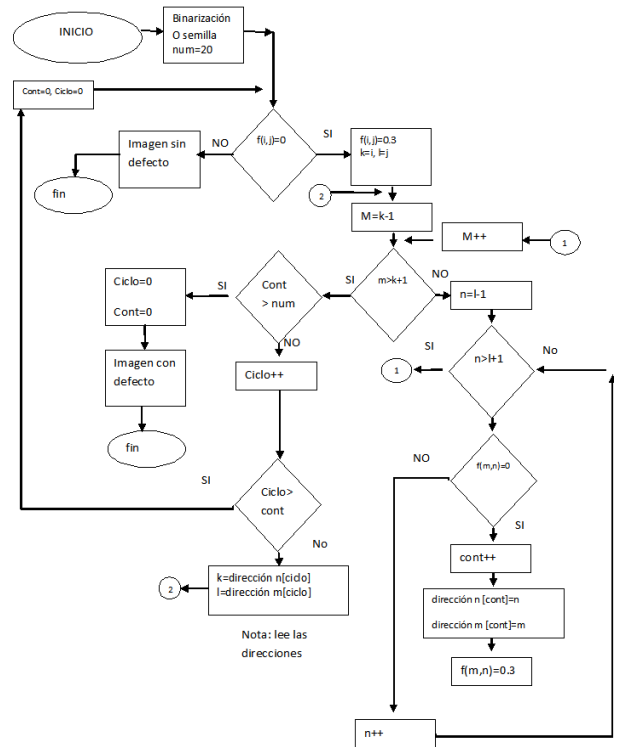 INICIO
Binarización
O semilla
num=20
Cont=0, Ciclo=0
f(i,j)=0
NO
SI
Imagen sin
defecto
fin
f(i,j)=0.3
k=i, l=j
2
M=k-1
M++
1
m>k+1
SI
NO
Cont
> num
SI
NO
Ciclo=0
Cont=0
Imagen con
defecto
fin
Ciclo++
n=l-1
n>l+1
SI
No
1
f(m,n)=0
NO
SI
Ciclo>
cont
SI
No
k=dirección n[ciclo]
l=dirección m[ciclo]
2
Nota: lee las
direcciones
cont++
dirección n [cont]=n
dirección m [cont]=m
f(m,n)=0.3
n++